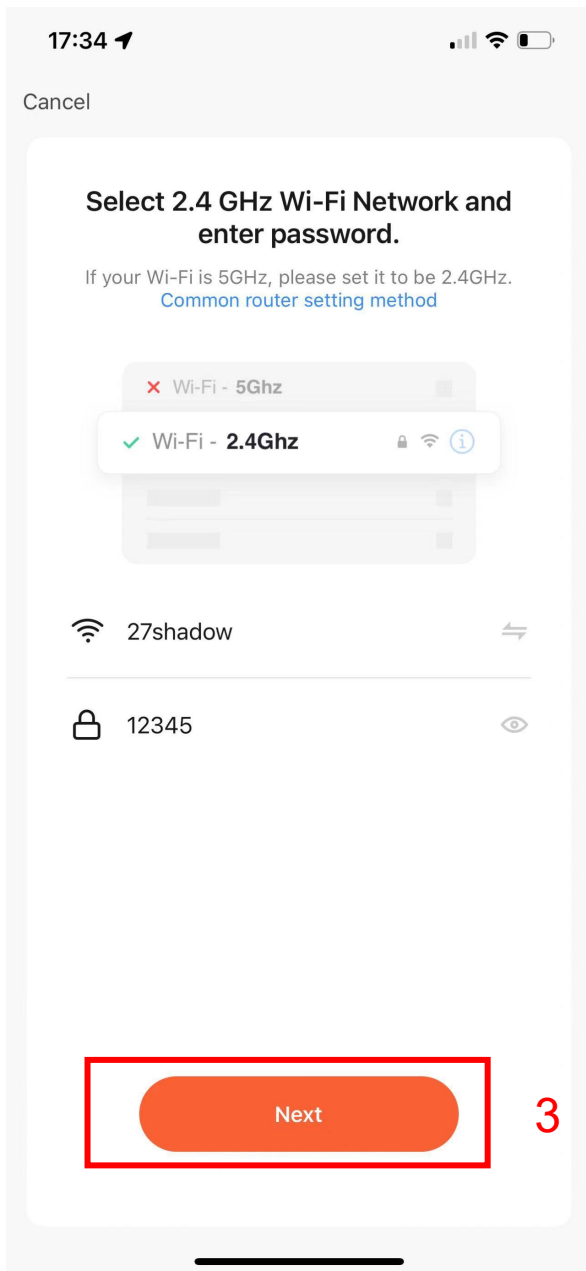 17:34
Cancel
Select 2.4 GHz Wi-Fi Network and
enter password.
If your Wi-Fi is 5GHz, please set it to be 2.4GHz.
Common router setting method
Wi-Fi - 5Ghz
Wi-Fi - 2.4Ghz
27shadow
12345
Next
3